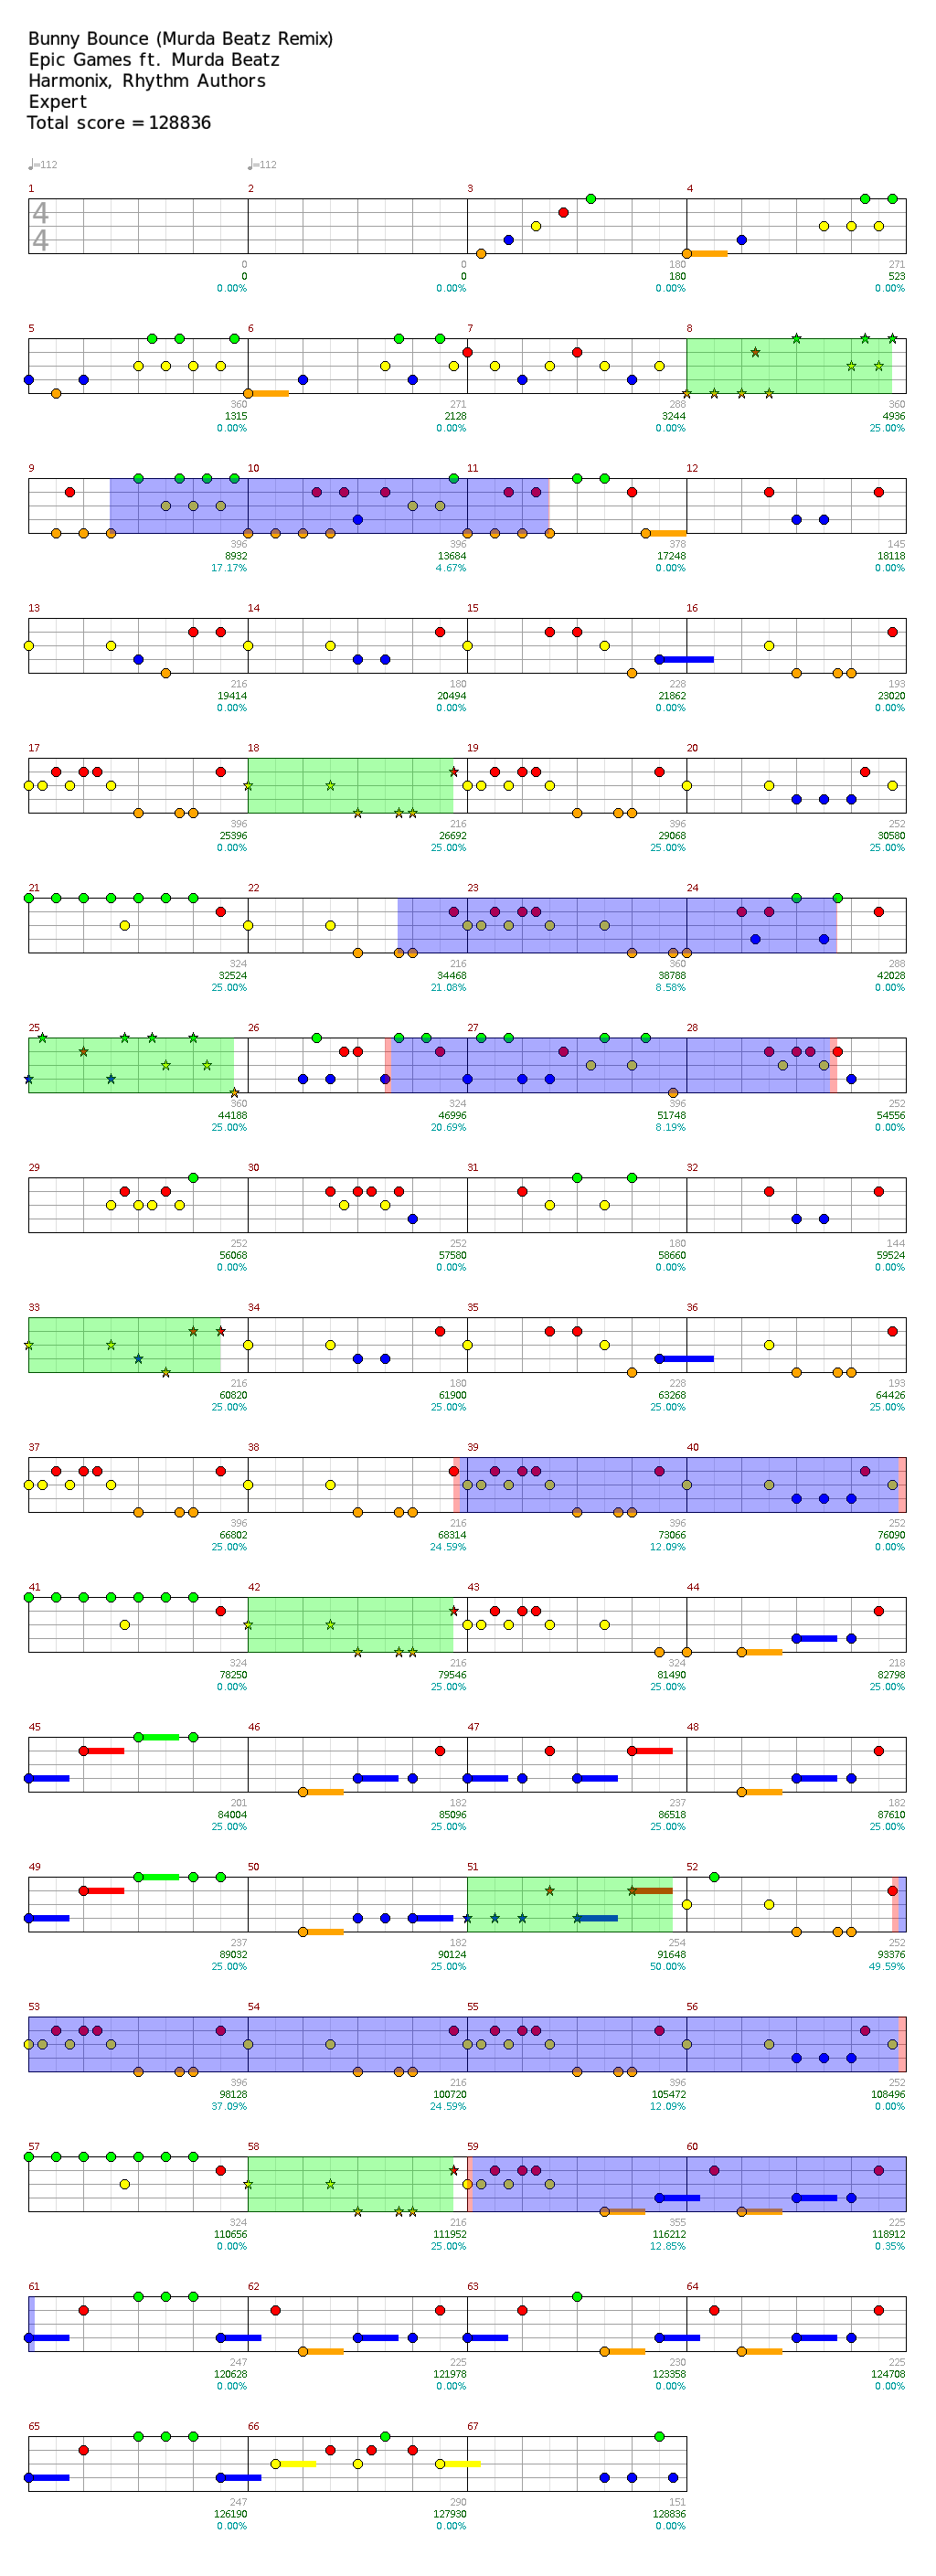 Bunny Bounce (Murda Beatz Remix)
Epic Games ft. Murda Beatz
Harmonix, Rhythm Authors
Expert
Total score = 128836
♩=112 ♩=112
1 2 3 4
4
4
0 0 180 271
0 0 180 523
0.00% 0.00% 0.00% 0.00%
5 6 7 8
360 271 288 360
1315 2128 3244 4936
0.00% 0.00% 0.00% 25.00%
9 10 11 12
396 396 378 145
8932 13684 17248 18118
17.17% 4.67% 0.00% 0.00%
13 14 15 16
216 180 228 193
19414 20494 21862 23020
0.00% 0.00% 0.00% 0.00%
17 18 19 20
396 216 396 252
25396 26692 29068 30580
0.00% 25.00% 25.00% 25.00%
21 22 23 24
324 216 360 288
32524 34468 38788 42028
25.00% 21.08% 8.58% 0.00%
25 26 27 28
360 324 396 252
44188 46996 51748 54556
25.00% 20.69% 8.19% 0.00%
29 30 31 32
252 252 180 144
56068 57580 58660 59524
0.00% 0.00% 0.00% 0.00%
33 34 35 36
216 180 228 193
60820 61900 63268 64426
25.00% 25.00% 25.00% 25.00%
37 38 39 40
396 216 396 252
66802 68314 73066 76090
25.00% 24.59% 12.09% 0.00%
41 42 43 44
324 216 324 218
78250 79546 81490 82798
0.00% 25.00% 25.00% 25.00%
45 46 47 48
201 182 237 182
84004 85096 86518 87610
25.00% 25.00% 25.00% 25.00%
49 50 51 52
237 182 254 252
89032 90124 91648 93376
25.00% 25.00% 50.00% 49.59%
53 54 55 56
396 216 396 252
98128 100720 105472 108496
37.09% 24.59% 12.09% 0.00%
57 58 59 60
324 216 355 225
110656 111952 116212 118912
0.00% 25.00% 12.85% 0.35%
61 62 63 64
247 225 230 225
120628 121978 123358 124708
0.00% 0.00% 0.00% 0.00%
65 66 67
247 290 151
126190 127930 128836
0.00% 0.00% 0.00%